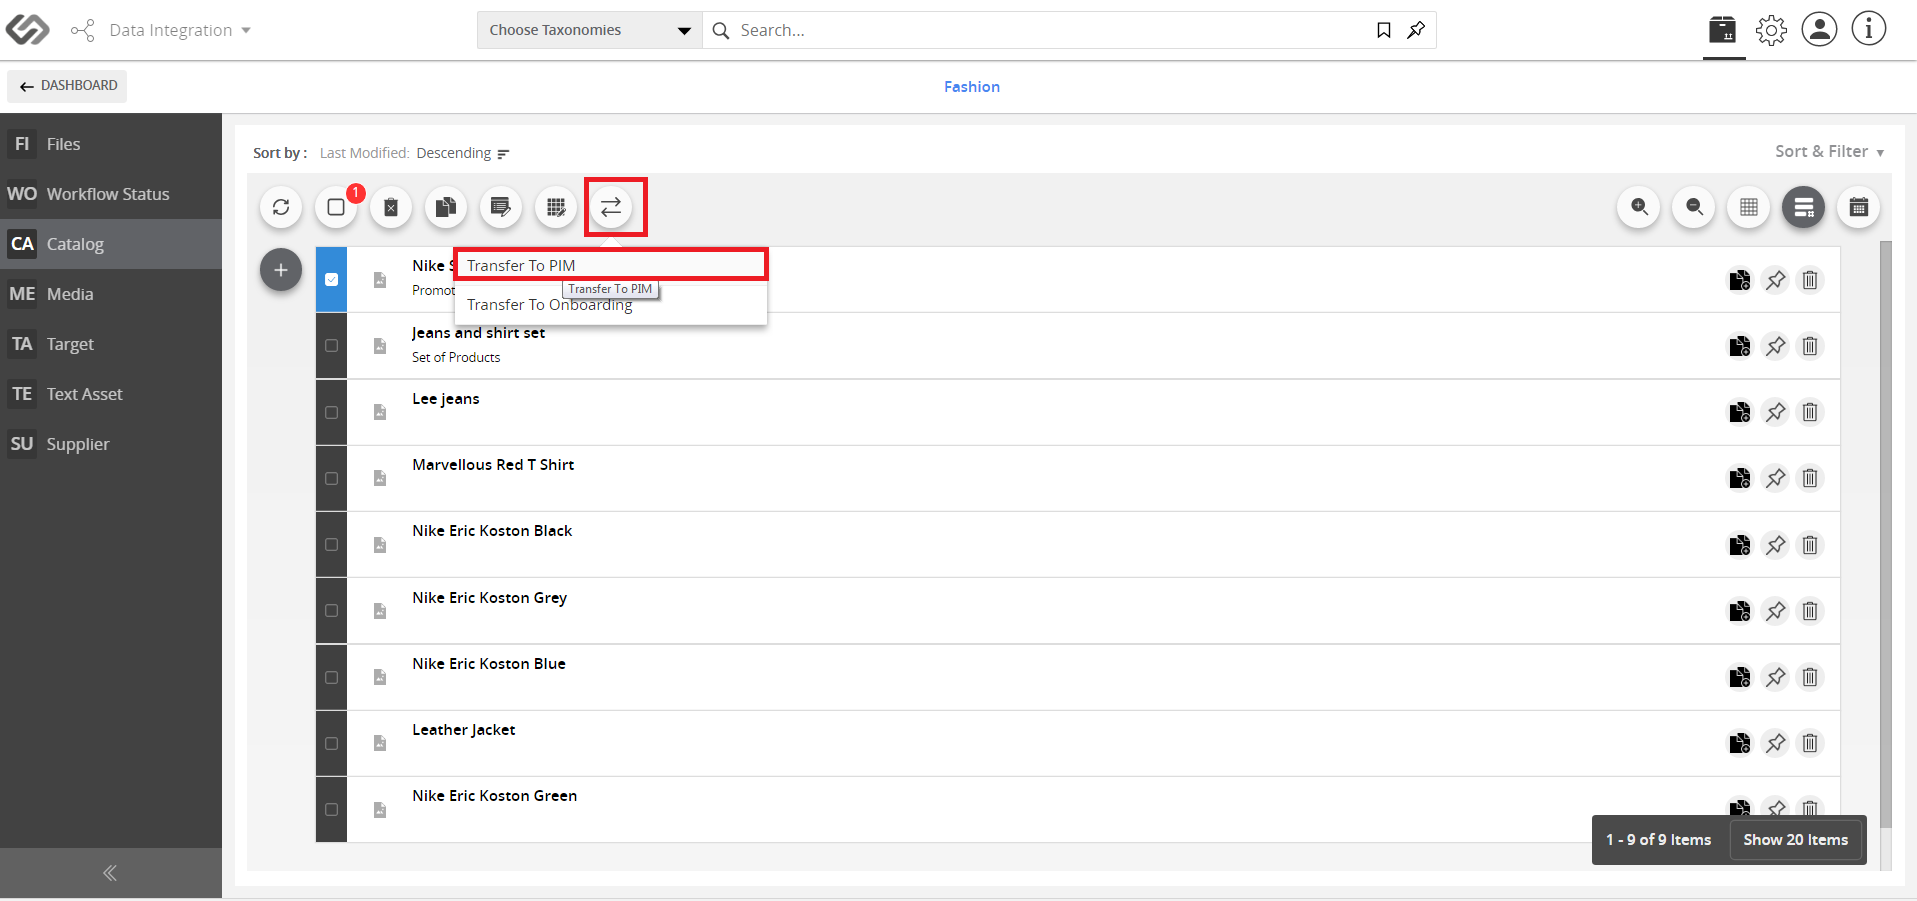 Data Integration
Choose Taxonomies
Search...
DASHBOARD
Fashion
FI Files
WO Workflow Status
CA Catalog
ME Media
TA Target
TE Text Asset
SU Supplier
Sort by : Last Modified: Descending
Sort & Filter
1
Nike
Promot
Transfer To PIM
Transfer To PIM
Transfer To Onboarding
Jeans and shirt set
Set of Products
Lee jeans
Marvellous Red T Shirt
Nike Eric Koston Black
Nike Eric Koston Grey
Nike Eric Koston Blue
Leather Jacket
Nike Eric Koston Green
1 - 9 of 9 Items
Show 20 Items